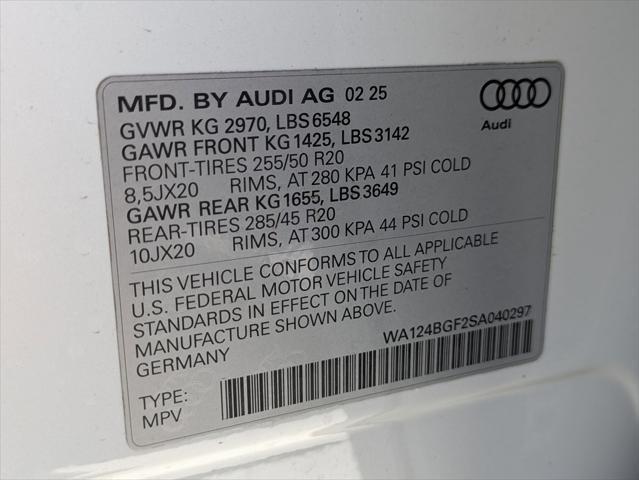 MFD. BY AUDI AG 02 25
Audi
GVWR KG 2970, LBS 6548
GAWR FRONT KG 1425, LBS 3142
FRONT-TIRES 255/50 R20
8,5JX20 RIMS, AT 280 KPA 41 PSI COLD
GAWR REAR KG 1655, LBS 3649
REAR-TIRES 285/45 R20
10JX20 RIMS, AT 300 KPA 44 PSI COLD
THIS VEHICLE CONFORMS TO ALL APPLICABLE
U.S. FEDERAL MOTOR VEHICLE SAFETY
STANDARDS IN EFFECT ON THE DATE OF
MANUFACTURE SHOWN ABOVE.
GERMANY
WA124BGF2SA040297
TYPE:
MPV